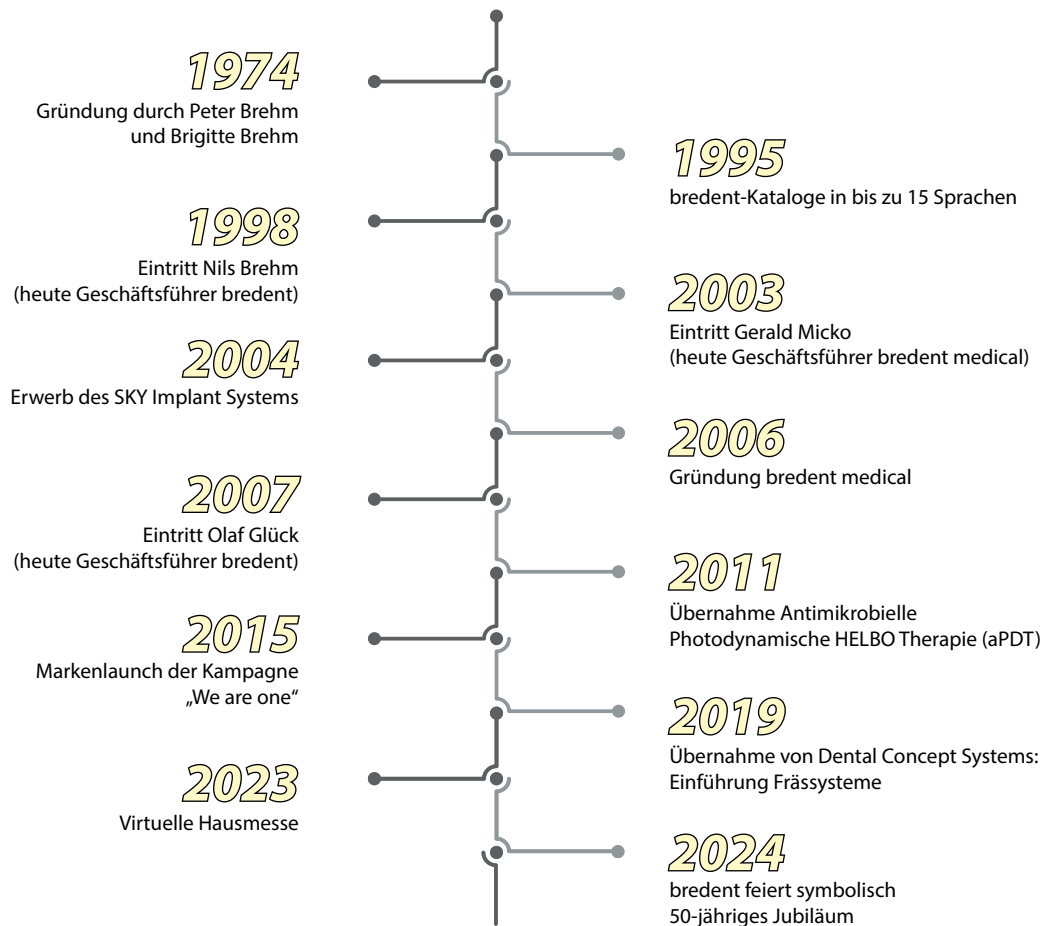 1974
Gründung durch Peter Brehm
und Brigitte Brehm
1995
bredent-Kataloge in bis zu 15 Sprachen
1998
Eintritt Nils Brehm
(heute Geschäftsführer bredent)
2003
Eintritt Gerald Micko
(heute Geschäftsführer bredent medical)
2004
Erwerb des SKY Implant Systems
2006
Gründung bredent medical
2007
Eintritt Olaf Glück
(heute Geschäftsführer bredent)
2011
Übernahme Antimikrobielle
Photodynamische HELBO Therapie (aPDT)
2015
Markenlaunch der Kampagne
„We are one“
2019
Übernahme von Dental Concept Systems:
Einführung Frässysteme
2023
Virtuelle Hausmesse
2024
bredent feiert symbolisch
50-jähriges Jubiläum